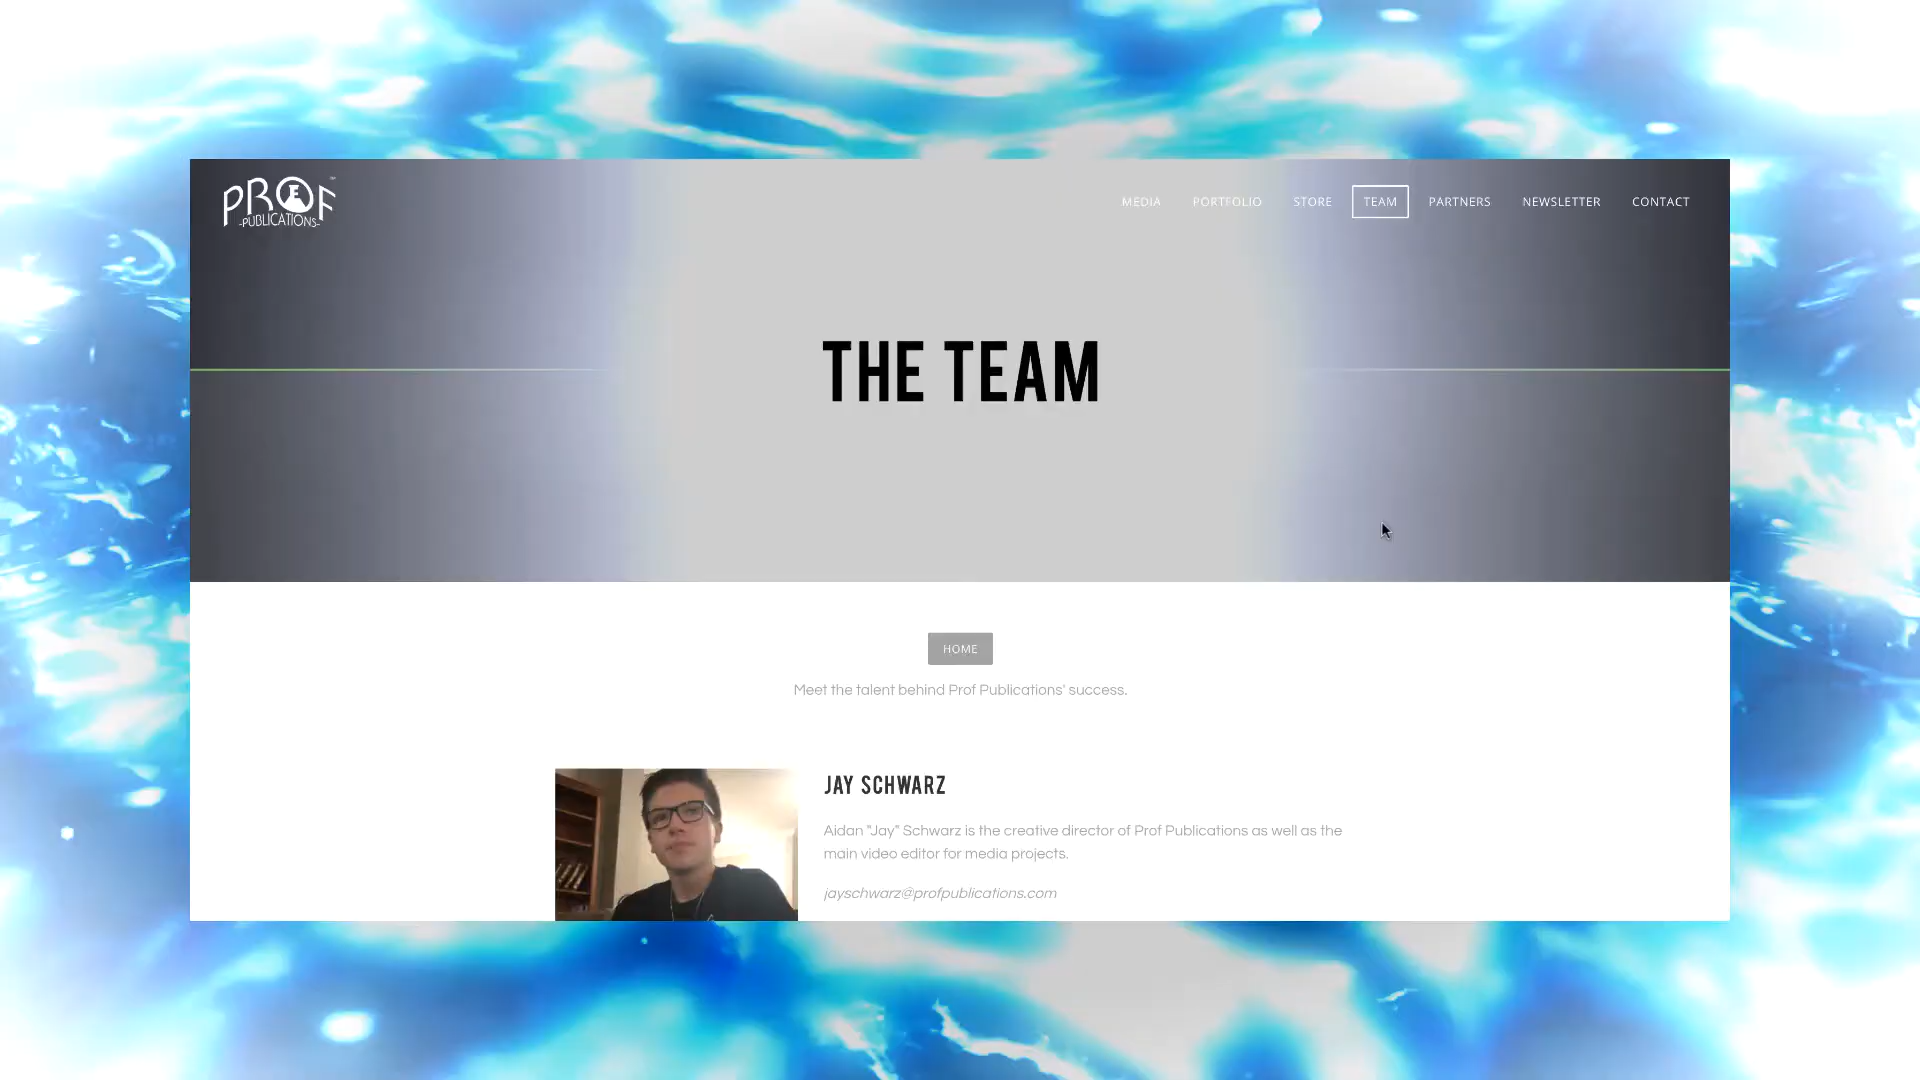 PROF
-PUBLICATIONS-
MEDIA PORTFOLIO STORE TEAM PARTNERS NEWSLETTER CONTACT
THE TEAM
HOME
Meet the talent behind Prof Publications' success.
JAY SCHWARZ
Aidan "Jay" Schwarz is the creative director of Prof Publications as well as the
main video editor for media projects.
jayschwarz@profpublications.com